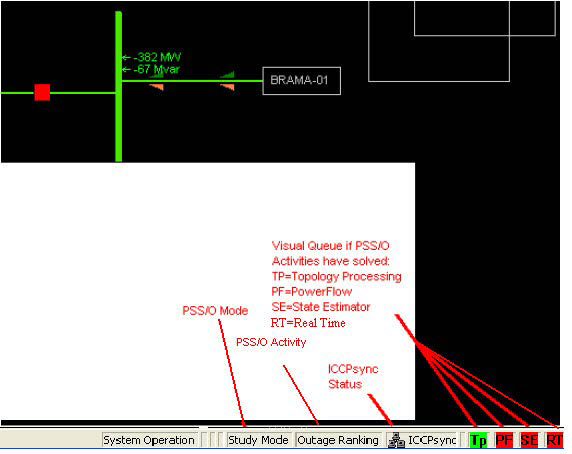 ← -382 MW
← -67 Mvar
BRAMA-01
Visual Queue if PSS/O
Activities have solved:
TP=Topology Processing
PF=PowerFlow
SE=State Estimator
RT=Real Time
PSS/O Mode
PSS/O Activity
ICCPsync
Status
System Operation
Study Mode
Outage Ranking
ICCPsync
Tp
PF
SE
RT